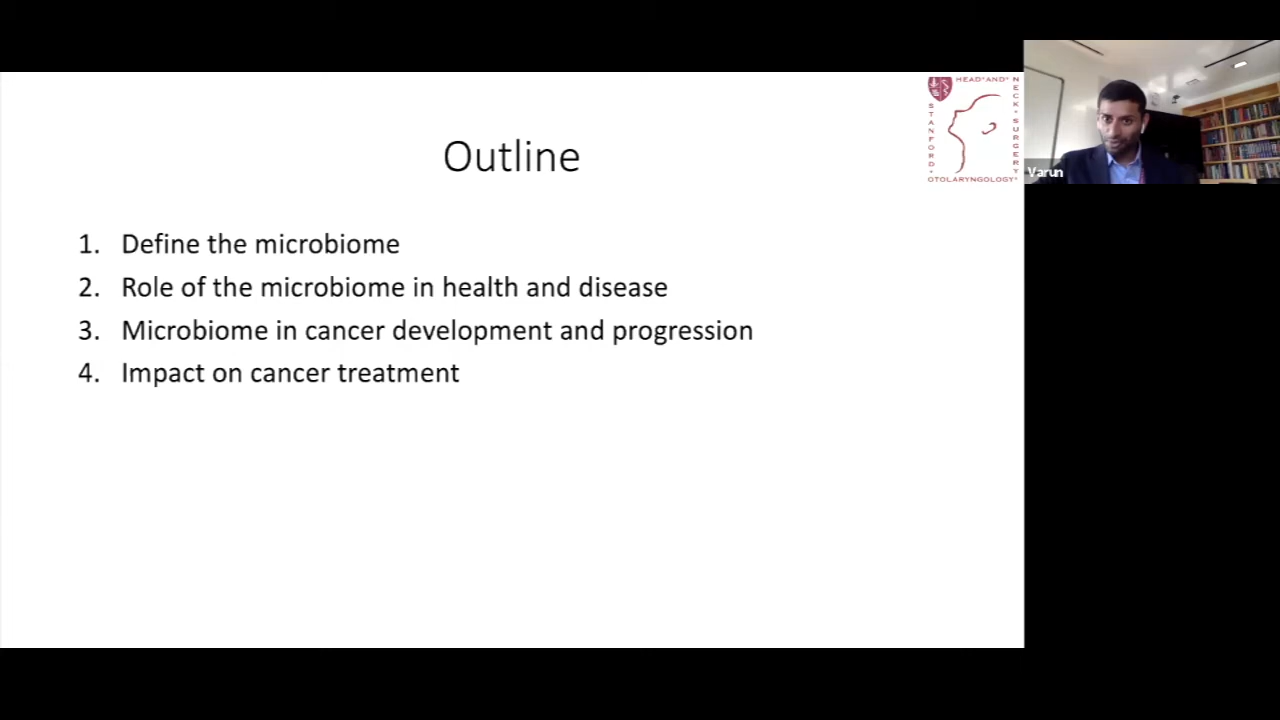 Outline
1. Define the microbiome
2. Role of the microbiome in health and disease
3. Microbiome in cancer development and progression
4. Impact on cancer treatment
HEAD*AND*
NECK*SURGERY
STANFORD*
OTOLARYNGOLOGY*
Varun